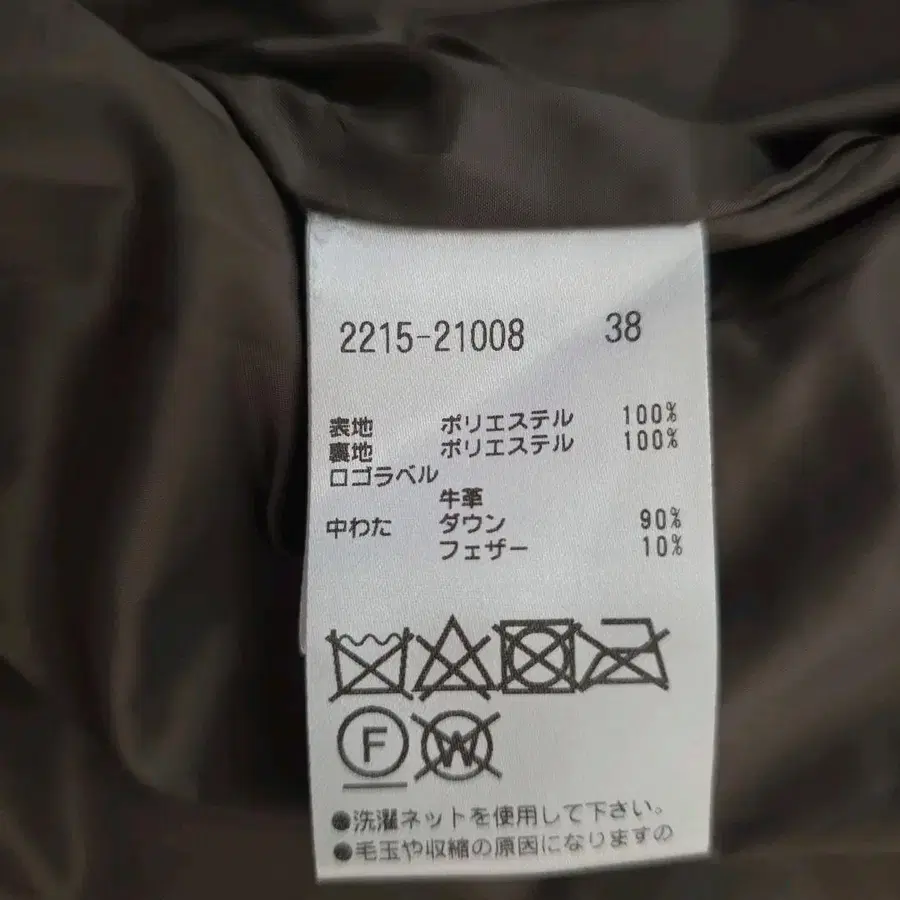 2215-21008 38
表地 ポリエステル 100%
裏地 ポリエステル 100%
ロゴラベル
牛革
中わた ダウン 90%
フェザー 10%
F W
●洗濯ネットを使用して下さい。
●毛玉や収縮の原因になりますの